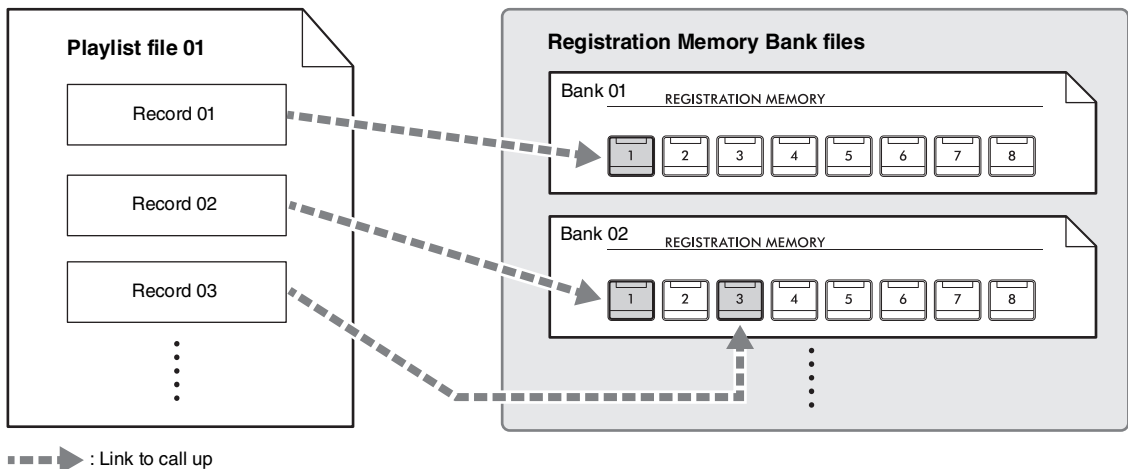 Playlist file 01
Record 01
Record 02
Record 03
Registration Memory Bank files
Bank 01
REGISTRATION MEMORY
1 2 3 4 5 6 7 8
Bank 02
REGISTRATION MEMORY
1 2 3 4 5 6 7 8
: Link to call up